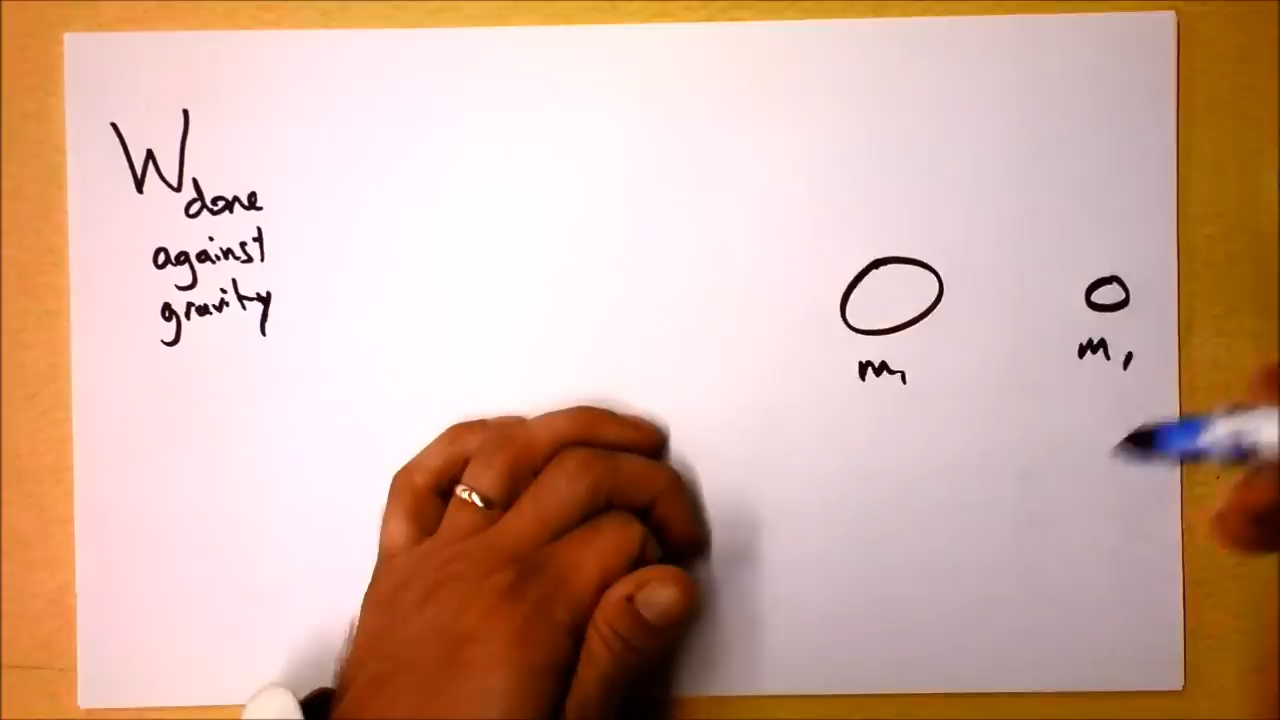 W done
against
gravity
m₁
m₁